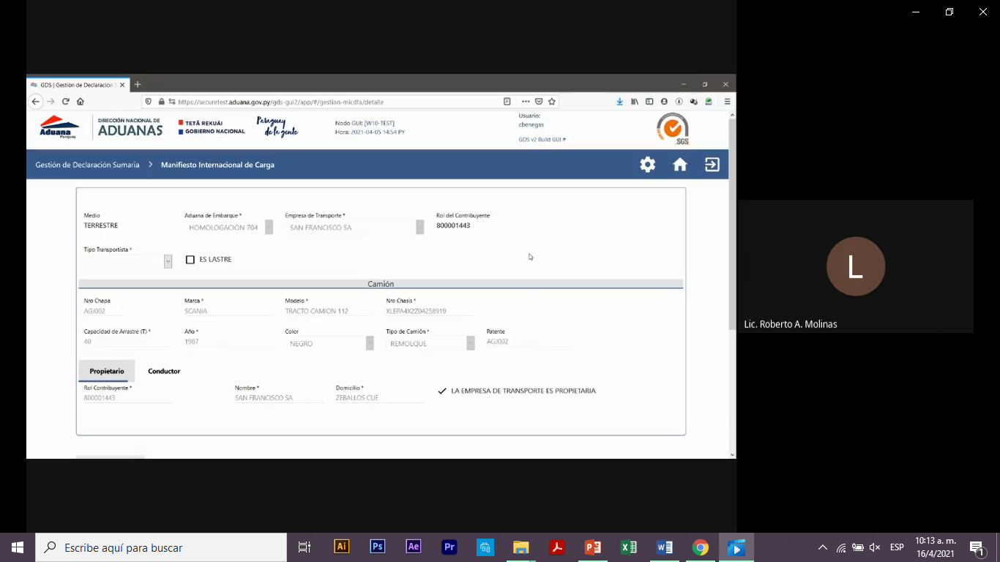 GDS | Gestión de Declaración S
https://securetest.aduana.gov.py/gds-gui2/app/#/gestion-micdta/detalle
Aduana
Paraguay
DIRECCIÓN NACIONAL DE
ADUANAS
TETÃ REKUÁI
GOBIERNO NACIONAL
Paraguay
de la gente
Nodo GUI: [W10-TEST]
Hora: 2021-04-05 14:54 PY
Usuario:
cbenegas
GDS v2 Build GUI #
SGS
Gestión de Declaración Sumaria > Manifiesto Internacional de Carga
Medio Aduana de Embarque * Empresa de Transporte * Rol del Contribuyente
TERRESTRE HOMOLOGACION 704 SAN FRANCISCO SA 800001443
Tipo Transportista *
ES LASTRE
Camión
Nro Chapa Marca * Modelo * Nro Chasis *
AGJ002 SCANIA TRACTO CAMION 112 XLEPA4X2Z04258919
Capacidad de Arrastre (T) * Año * Color Tipo de Camión * Patente
40 1987 NEGRO REMOLQUE AGJ002
Propietario Conductor
Rol Contribuyente * Nombre * Domicilio *
800001443 SAN FRANCISCO SA ZEBALLOS CUE LA EMPRESA DE TRANSPORTE ES PROPIETARIA
L
Lic. Roberto A. Molinas
Escribe aquí para buscar
Ai
Ps
Ae
Pr
ESP
10:13 a. m.
16/4/2021
1